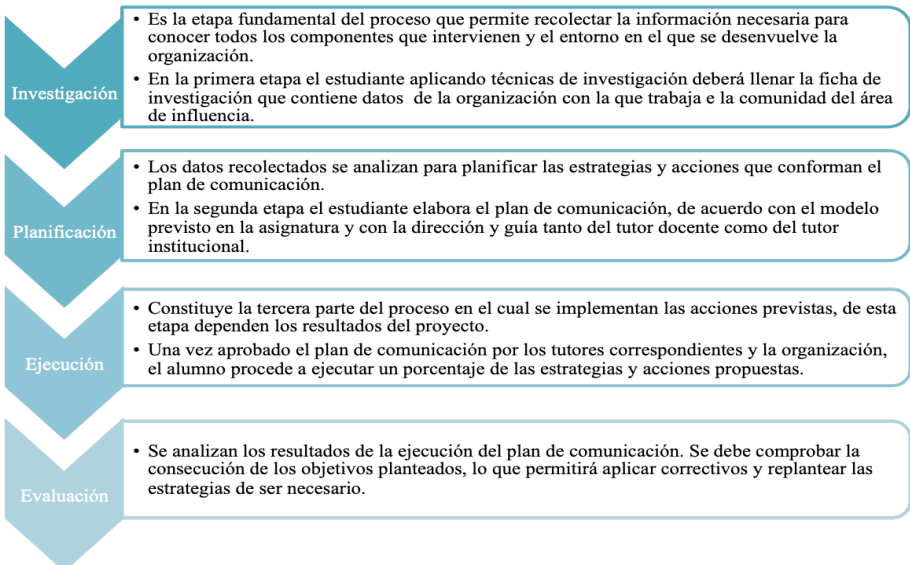 Investigación
• Es la etapa fundamental del proceso que permite recolectar la información necesaria para
conocer todos los componentes que intervienen y el entorno en el que se desenvuelve la
organización.
• En la primera etapa el estudiante aplicando técnicas de investigación deberá llenar la ficha de
investigación que contiene datos de la organización con la que trabaja e la comunidad del área
de influencia.
Planificación
• Los datos recolectados se analizan para planificar las estrategias y acciones que conforman el
plan de comunicación.
• En la segunda etapa el estudiante elabora el plan de comunicación, de acuerdo con el modelo
previsto en la asignatura y con la dirección y guía tanto del tutor docente como del tutor
institucional.
Ejecución
• Constituye la tercera parte del proceso en el cual se implementan las acciones previstas, de esta
etapa dependen los resultados del proyecto.
• Una vez aprobado el plan de comunicación por los tutores correspondientes y la organización,
el alumno procede a ejecutar un porcentaje de las estrategias y acciones propuestas.
Evaluación
• Se analizan los resultados de la ejecución del plan de comunicación. Se debe comprobar la
consecución de los objetivos planteados, lo que permitirá aplicar correctivos y replantear las
estrategias de ser necesario.